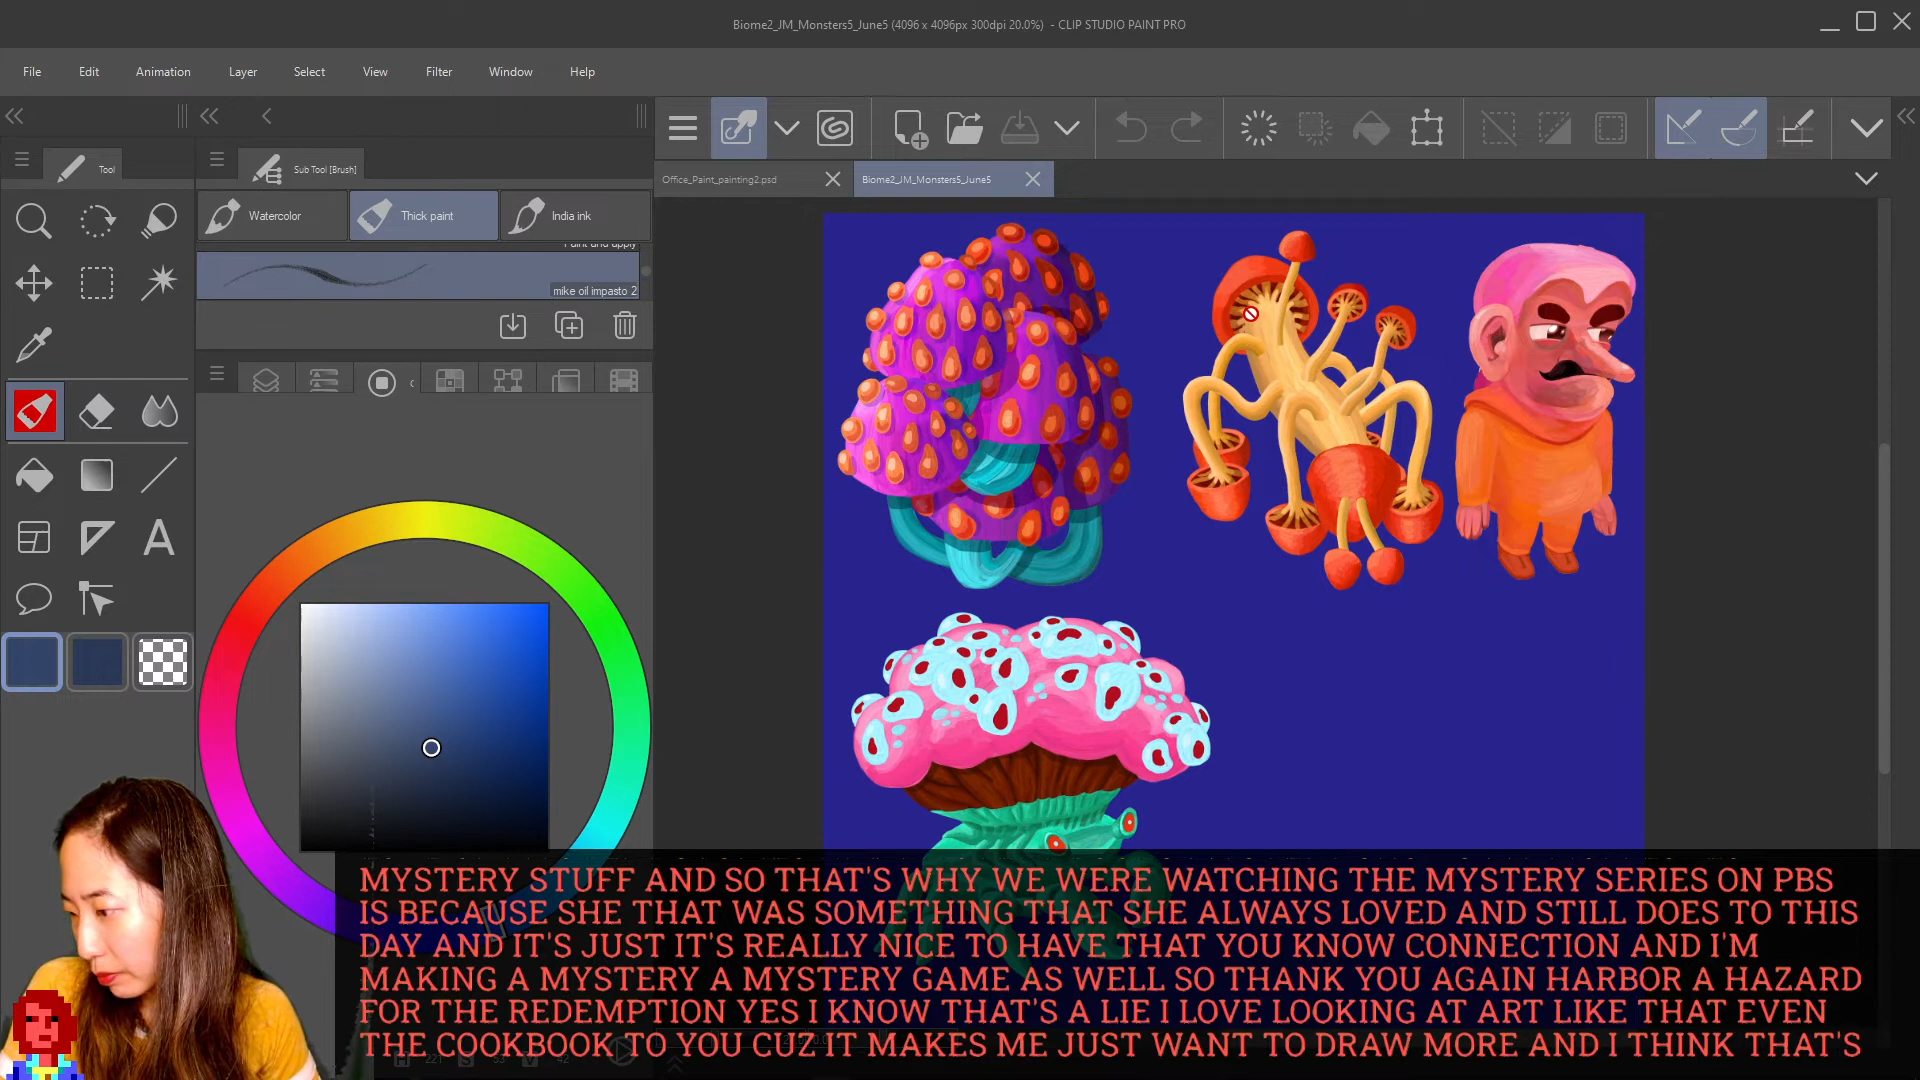 Biome2_JM_Monsters5_June5 (4096 x 4096px 300dpi 20.0%) - CLIP STUDIO PAINT PRO
File Edit Animation Layer Select View Filter Window Help
Tool
Sub Tool [Brush]
Office_Paint_painting2.psd
Biome2_JM_Monsters5_June5
Watercolor
Thick paint
India ink
Paint and apply
mike oil impasto 2
MYSTERY STUFF AND SO THAT'S WHY WE WERE WATCHING THE MYSTERY SERIES ON PBS
IS BECAUSE SHE THAT WAS SOMETHING THAT SHE ALWAYS LOVED AND STILL DOES TO THIS
DAY AND IT'S JUST IT'S REALLY NICE TO HAVE THAT YOU KNOW CONNECTION AND I'M
MAKING A MYSTERY A MYSTERY GAME AS WELL SO THANK YOU AGAIN HARBOR A HAZARD
FOR THE REDEMPTION YES I KNOW THAT'S A LIE I LOVE LOOKING AT ART LIKE THAT EVEN
THE COOKBOOK TO YOU CUZ IT MAKES ME JUST WANT TO DRAW MORE AND I THINK THAT'S